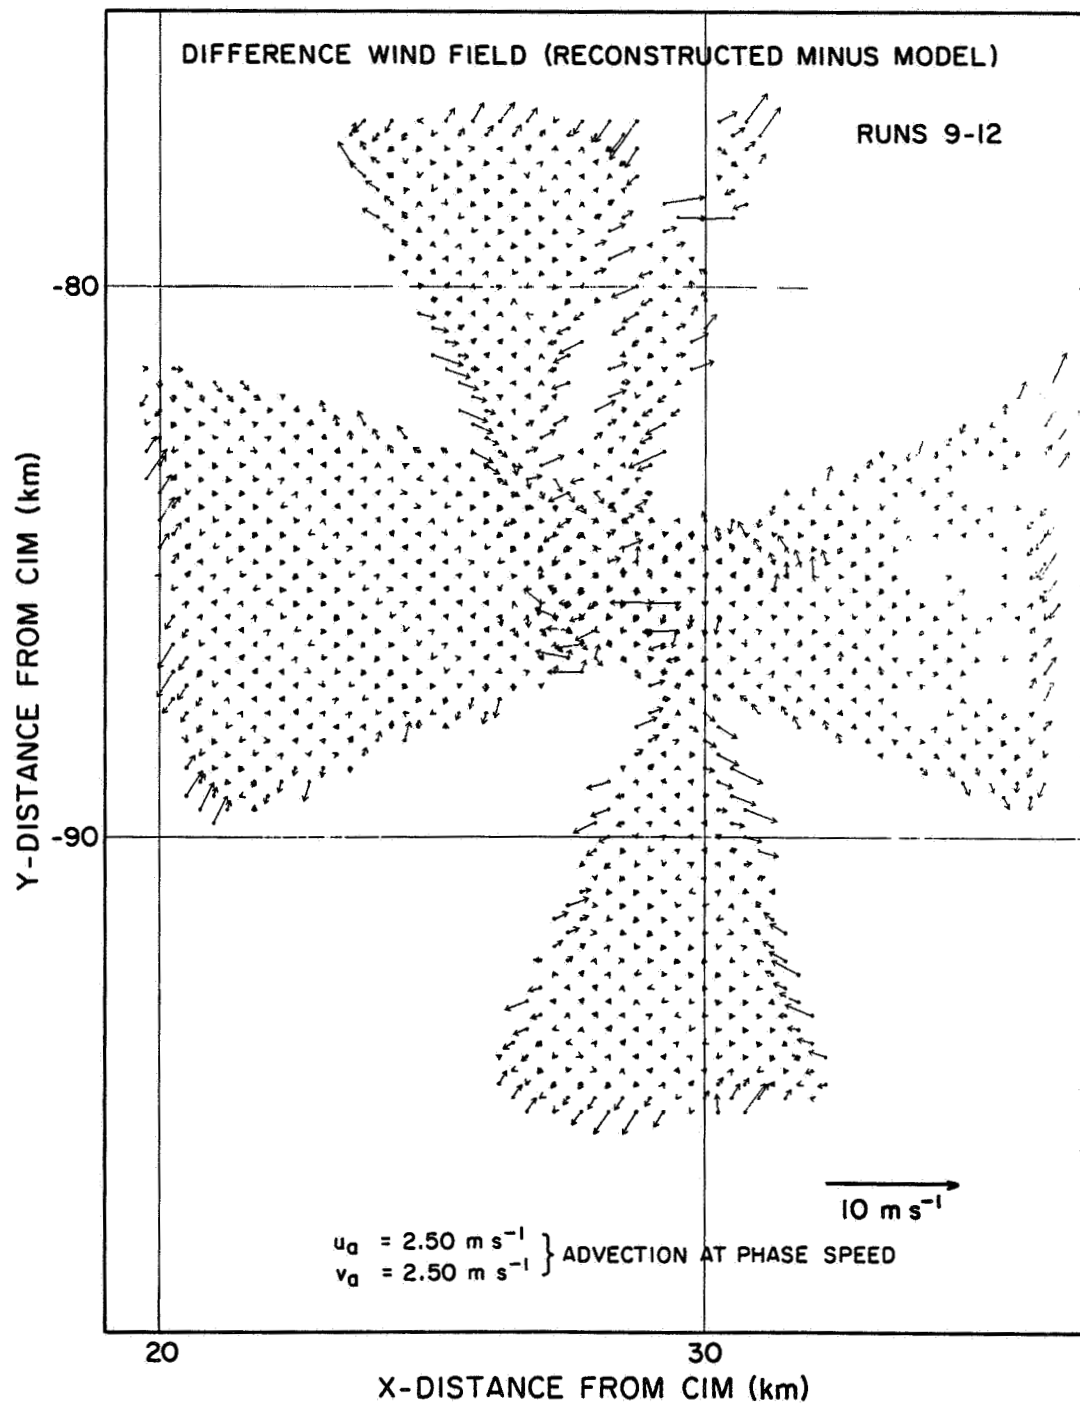 DIFFERENCE WIND FIELD (RECONSTRUCTED MINUS MODEL)
RUNS 9-12
-80
Y-DISTANCE FROM CIM (km)
-90
10 m s⁻¹
uₐ = 2.50 m s⁻¹
vₐ = 2.50 m s⁻¹
} ADVECTION AT PHASE SPEED
20
30
X-DISTANCE FROM CIM (km)